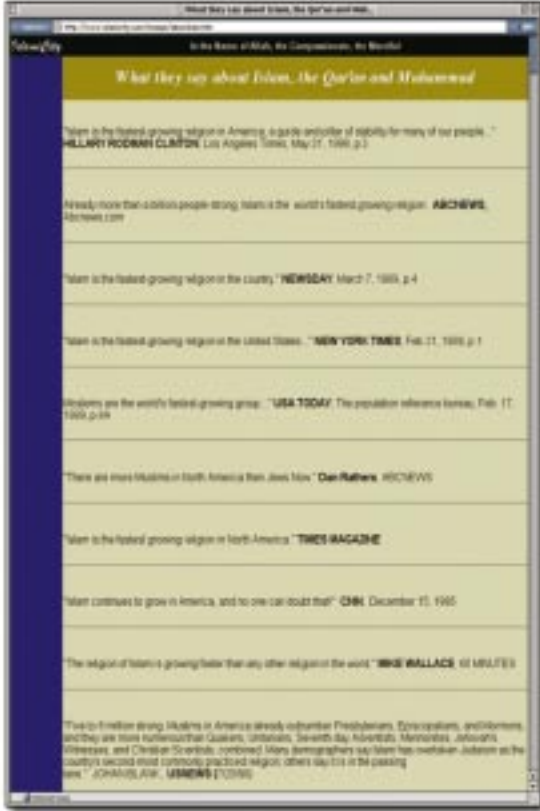 What they say about Islam, the Qur'an and Muh...
IslamiCity
In the Name of Allah, the Compassionate, the Merciful
What they say about Islam, the Qur'an and Muhammad
"Islam is the fastest-growing religion in America, a guide and pillar of stability for many of our people..."
HILLARY RODMAN CLINTON, Los Angeles Times, May 31, 1996, p.3
Already more than a billion-people strong, Islam is the world's fastest-growing religion. ABCNEWS,
Abcnews.com
"Islam is the fastest-growing religion in the country." NEWSDAY, March 7, 1989, p.4
"Islam is the fastest-growing religion in the United States..." NEW YORK TIMES, Feb 21, 1989, p.1
Moslems are the world's fastest-growing group..." USA TODAY, The population reference bureau, Feb. 17,
1989, p.4A
"There are more Muslims in North America then Jews Now." Dan Rathers, ABCNEWS
"Islam is the fastest growing religion in North America." TIMES MAGAZINE
"Islam continues to grow in America, and no one can doubt that!" CNN, December 15, 1995
"The religion of Islam is growing faster than any other religion in the world." MIKE WALLACE, 60 MINUTES
"Five to 6 million strong, Muslims in America already outnumber Presbyterians, Episcopalians, and Mormons,
and they are more numerous than Quakers, Unitarians, Seventh-day Adventists, Mennonites, Jehovah's
Witnesses, and Christian Scientists, combined. Many demographers say Islam has overtaken Judaism as the
country's second-most commonly practiced religion; others say it is in the passing
lane." JOHAN BLANK, USNEWS (7/20/98)